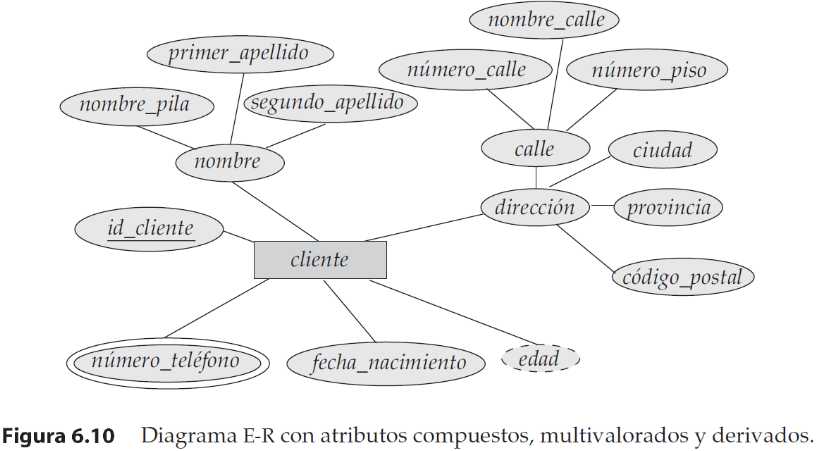 nombre_calle
primer_apellido
número_calle
número_piso
nombre_pila
segundo_apellido
nombre
calle
ciudad
id_cliente
dirección
provincia
cliente
código_postal
número_teléfono
fecha_nacimiento
edad
Figura 6.10 Diagrama E-R con atributos compuestos, multivalorados y derivados.